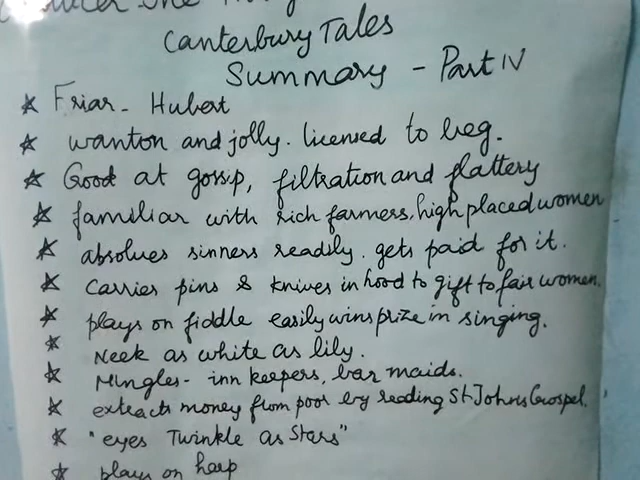 Canterbury Tales
Summary - Part IV
* Friar - Hubert
* wanton and jolly. licensed to beg.
* Good at gossip, filtration and flattery
* familiar with rich farmers, high placed women
* absolves sinners readily. gets paid for it.
* Carries pins & knives in hood to gift to fair women.
* plays on fiddle easily wins prize in singing.
* Neek as white as lily.
* Mingles - inn keepers, bar maids.
* extracts money from poor by reading St. Johns Gospel.
* "eyes Twinkle as Stars"
* plays on harp